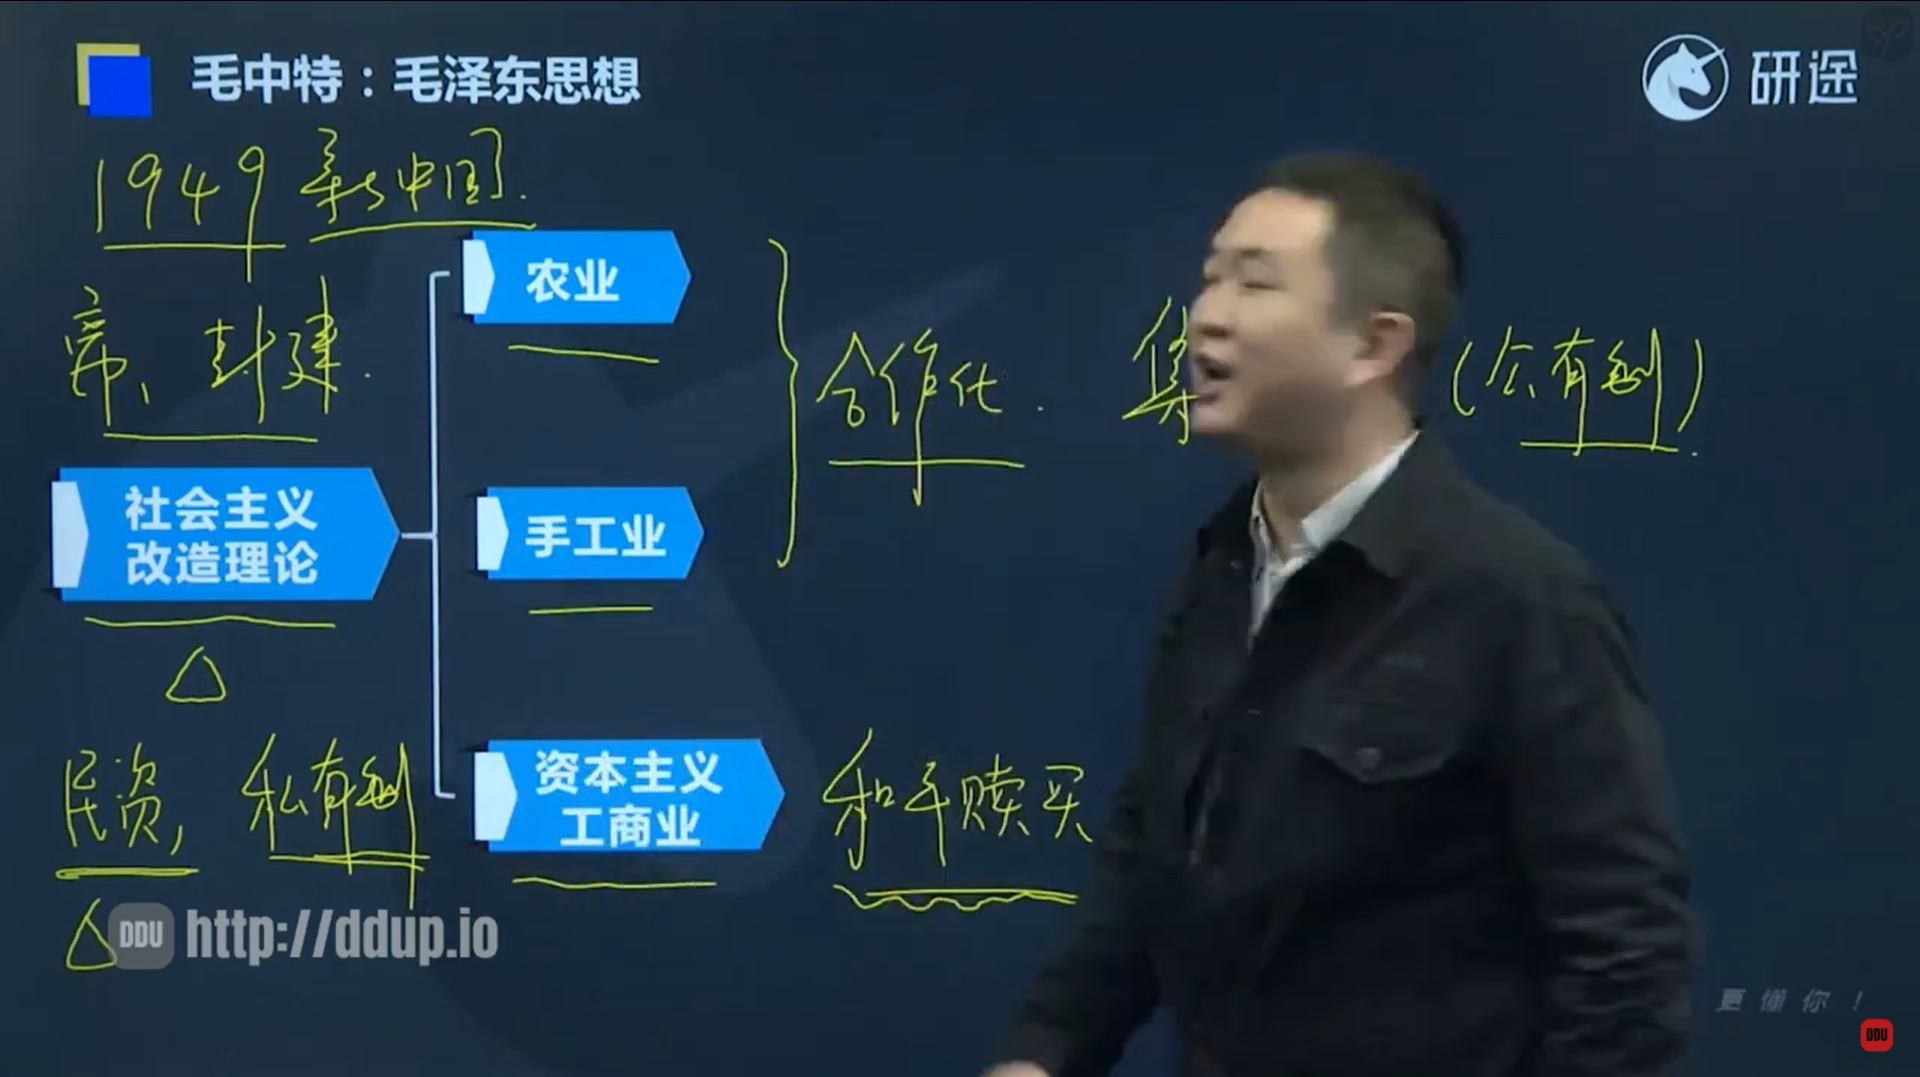 毛中特：毛泽东思想
研途
1949 新中国.
农业
帝、封建.
合作化.
集
(公有制).
社会主义
改造理论
手工业
民资, 私有制
资本主义
工商业
和平赎买
DDU http://ddup.io
更懂你！
DDU